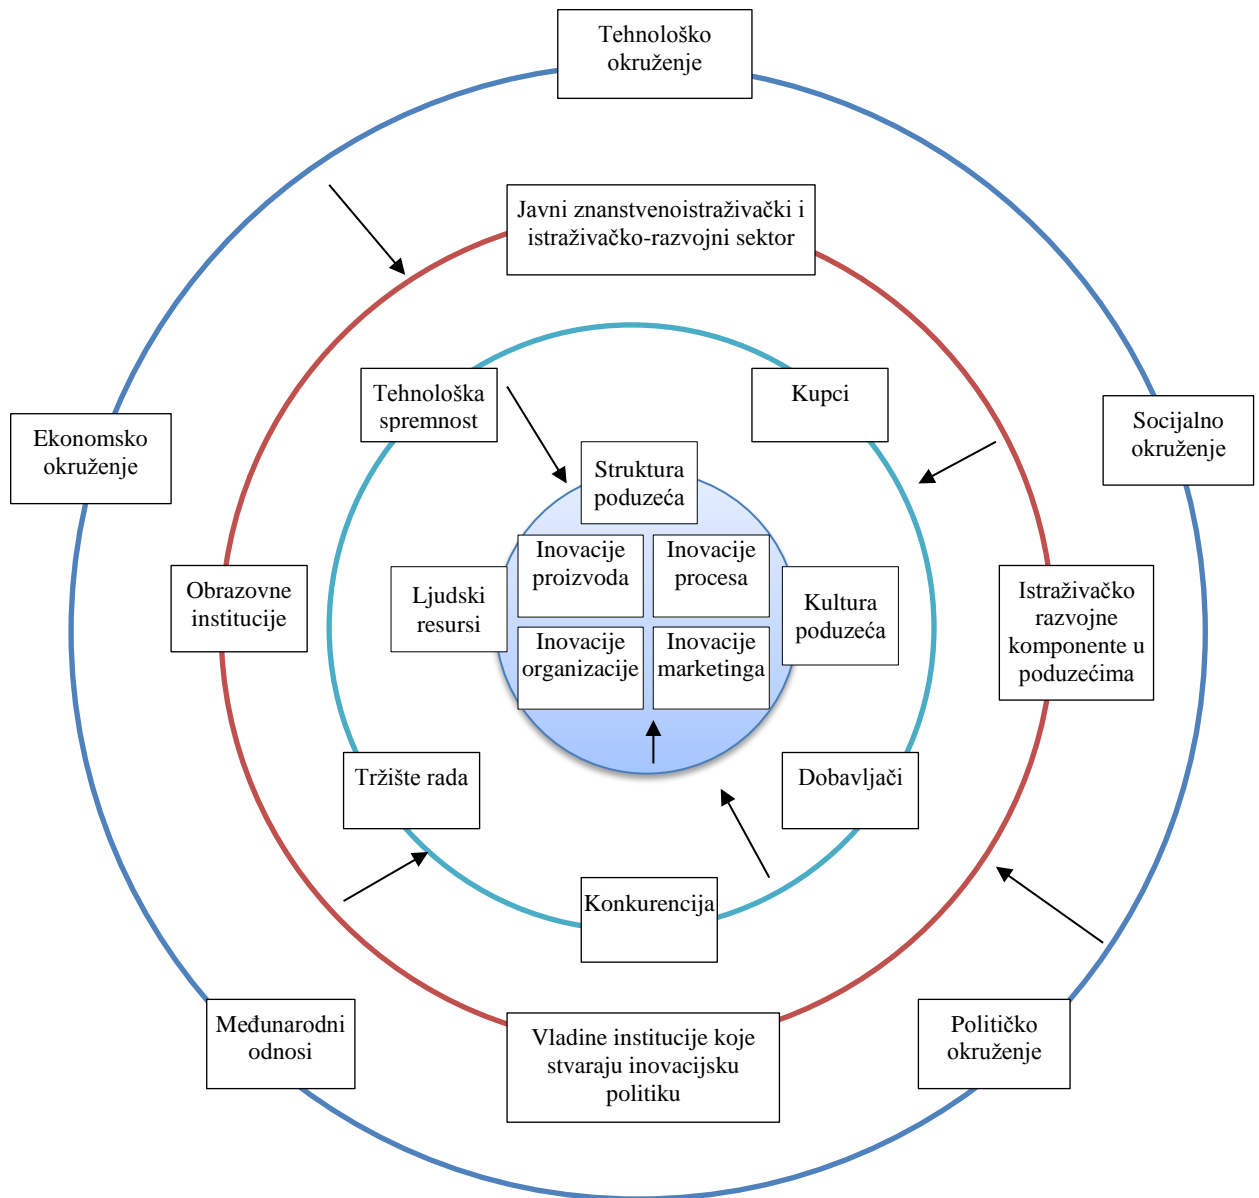 Tehnološko
okruženje
Javni znanstvenoistraživački i
istraživačko-razvojni sektor
Tehnološka
spremnost
Kupci
Ekonomsko
okruženje
Socijalno
okruženje
Struktura
poduzeća
Inovacije
proizvoda
Inovacije
procesa
Obrazovne
institucije
Ljudski
resursi
Kultura
poduzeća
Istraživačko
razvojne
komponente u
poduzećima
Inovacije
organizacije
Inovacije
marketinga
Tržište rada
Dobavljači
Konkurencija
Međunarodni
odnosi
Vladine institucije koje
stvaraju inovacijsku
politiku
Političko
okruženje